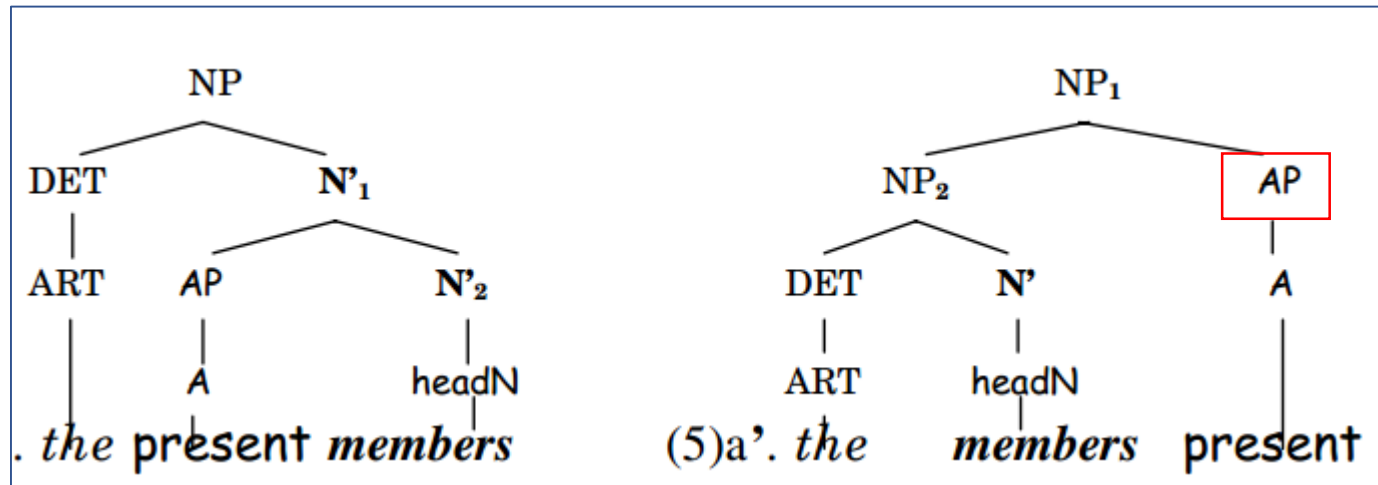 NP NP₁
DET N’₁ NP₂ AP
ART AP N’₂ DET N’ A
A headN ART headN
. the present members (5)a’. the members present